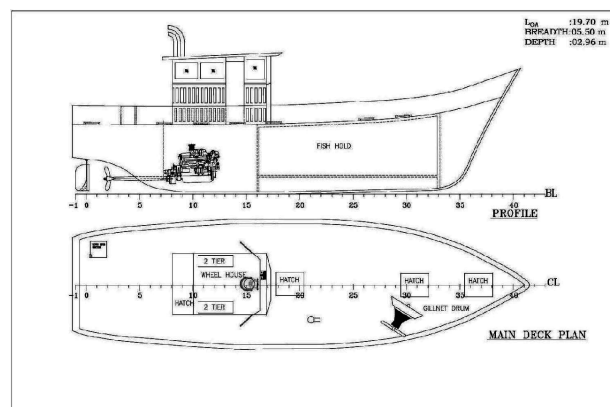 LOA :19.70 m
BREADTH:05.50 m
DEPTH :02.96 m
FISH HOLD
BL
-1 0 5 10 15 20 25 30 35 40
PROFILE
2 TIER
WHEEL HOUSE
HATCH
HATCH
HATCH
HATCH
CL
-1 0 5 10 15 20 25 30 35 40
2 TIER
GILLNET DRUM
MAIN DECK PLAN